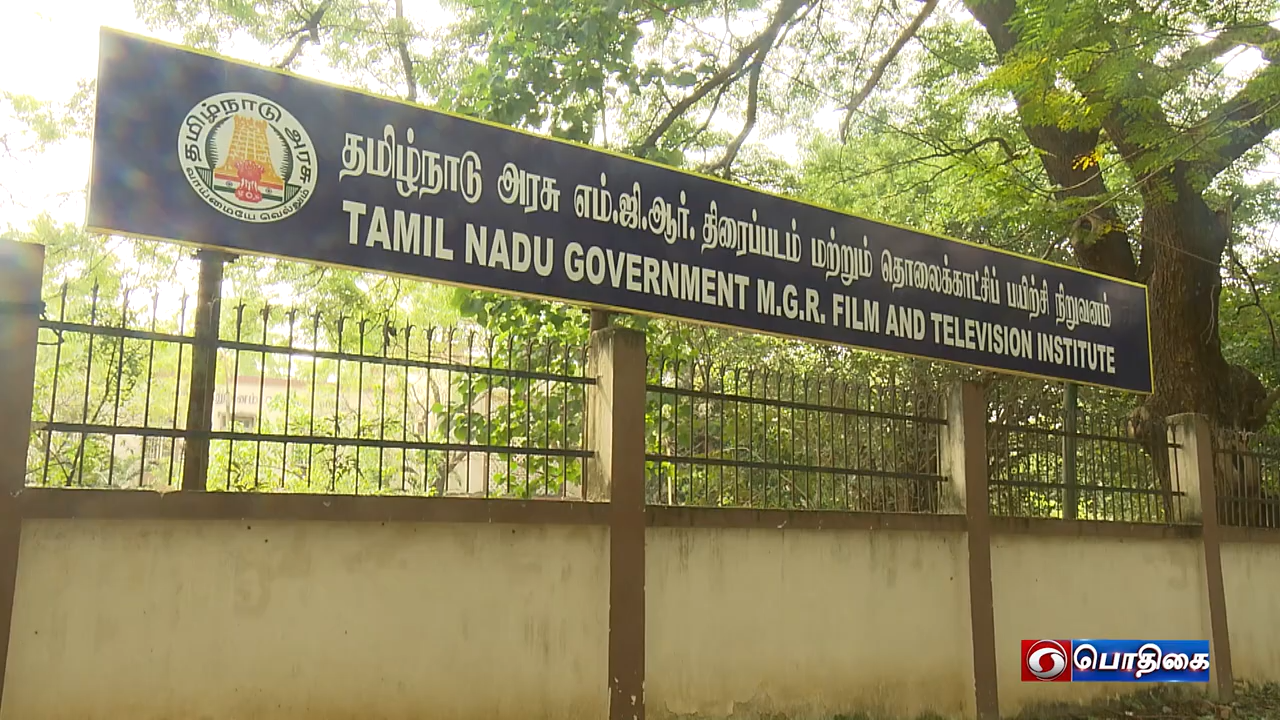 தமிழ்நாடு அரசு
வாய்மையே வெல்லும்
தமிழ்நாடு அரசு எம்.ஜி.ஆர். திரைப்படம் மற்றும் தொலைக்காட்சிப் பயிற்சி நிறுவனம்
TAMIL NADU GOVERNMENT M.G.R. FILM AND TELEVISION INSTITUTE
பொதிகை